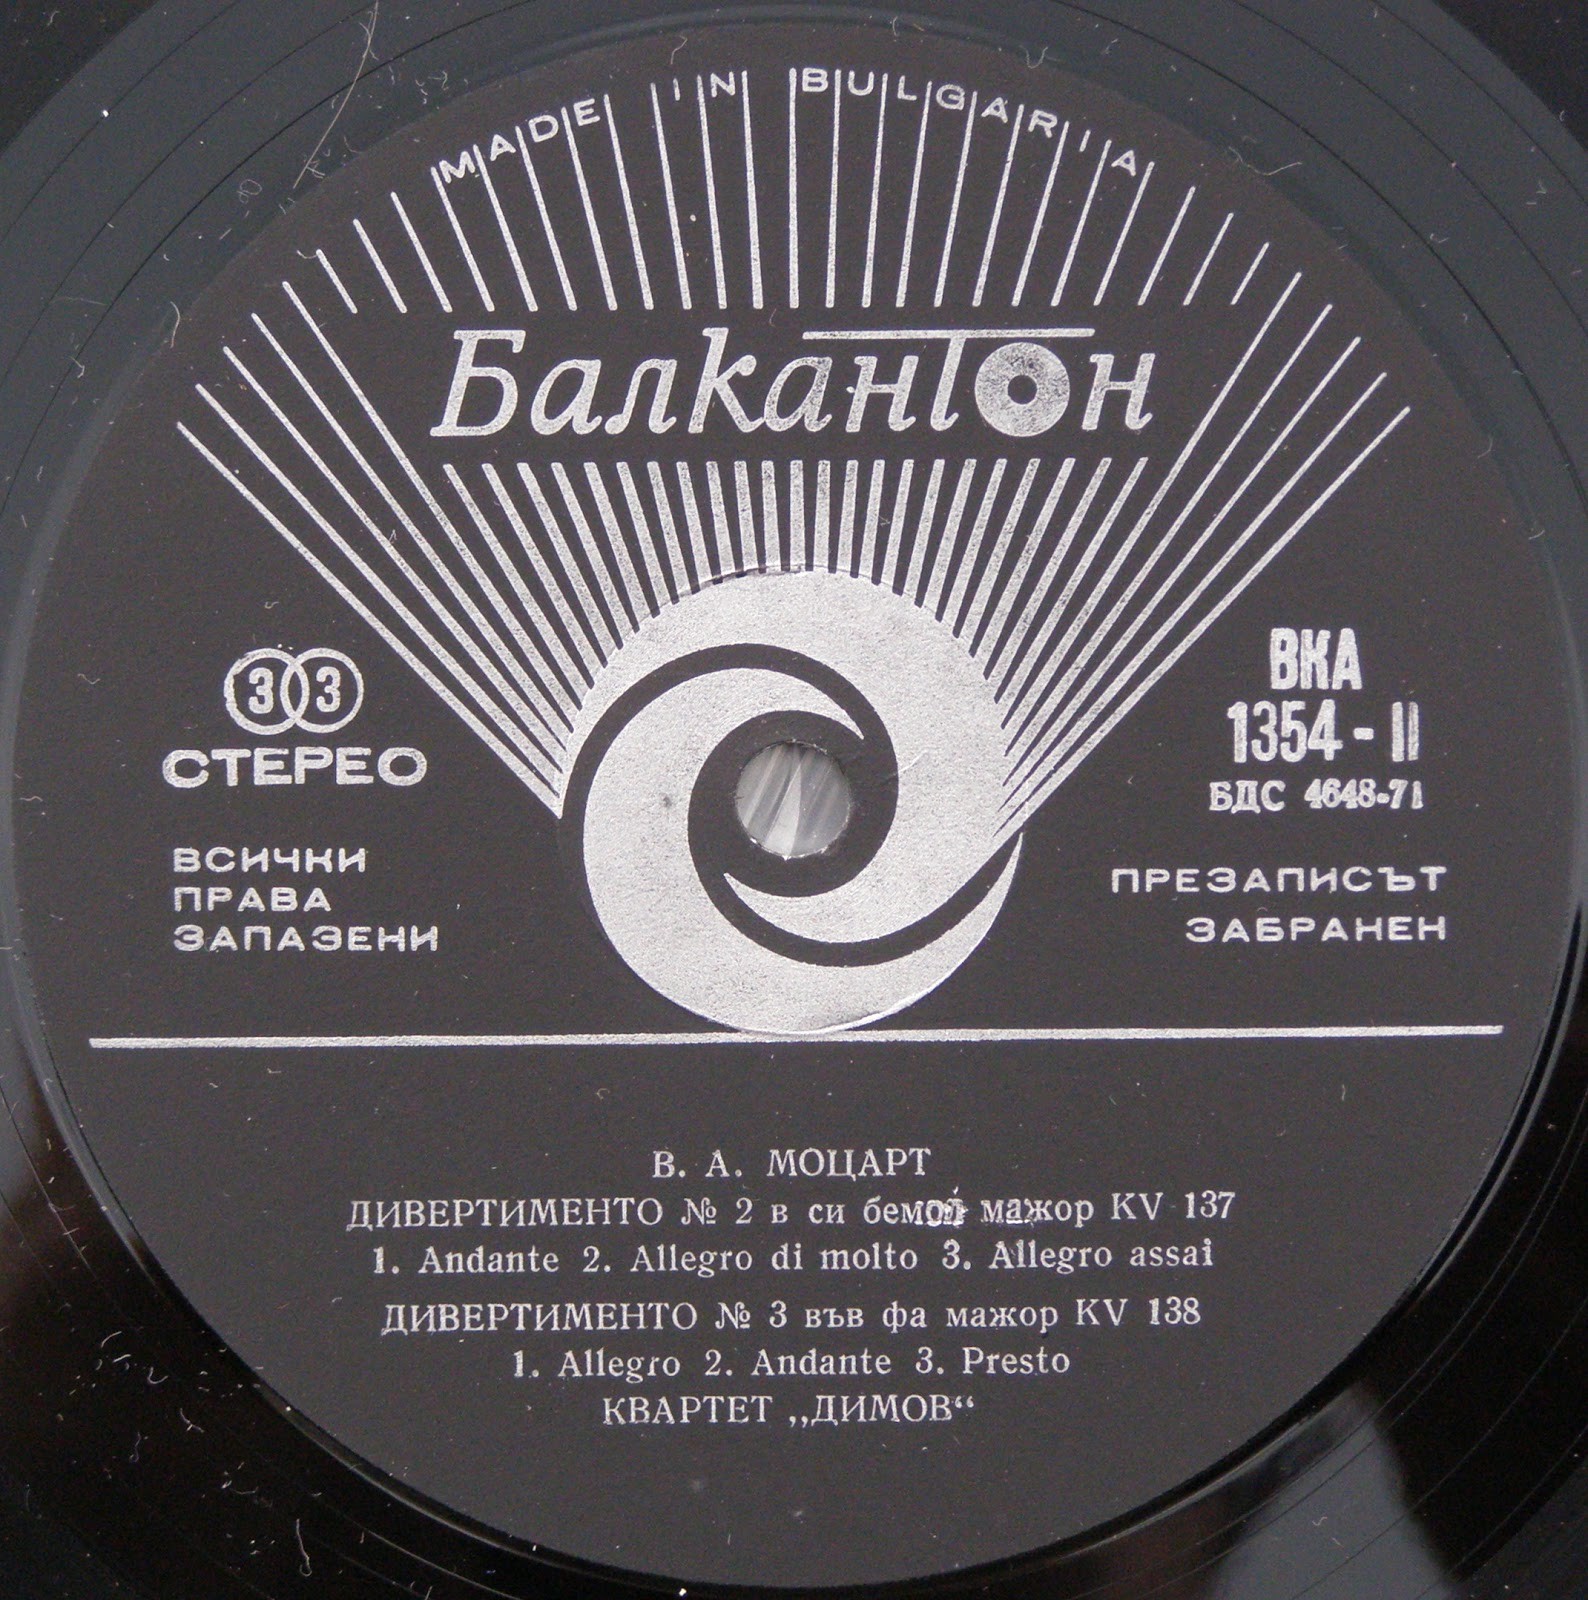 MADE IN BULGARIA
Балкантон
33
СТЕРЕО
ВСИЧКИ
ПРАВА
ЗАПАЗЕНИ
ВКА
1354 - II
БДС 4648-71
ПРЕЗАПИСЪТ
ЗАБРАНЕН
В. А. МОЦАРТ
ДИВЕРТИМЕНТО № 2 в си бемол мажор KV 137
1. Andante 2. Allegro di molto 3. Allegro assai
ДИВЕРТИМЕНТО № 3 във фа мажор KV 138
1. Allegro 2. Andante 3. Presto
КВАРТЕТ „ДИМОВ“